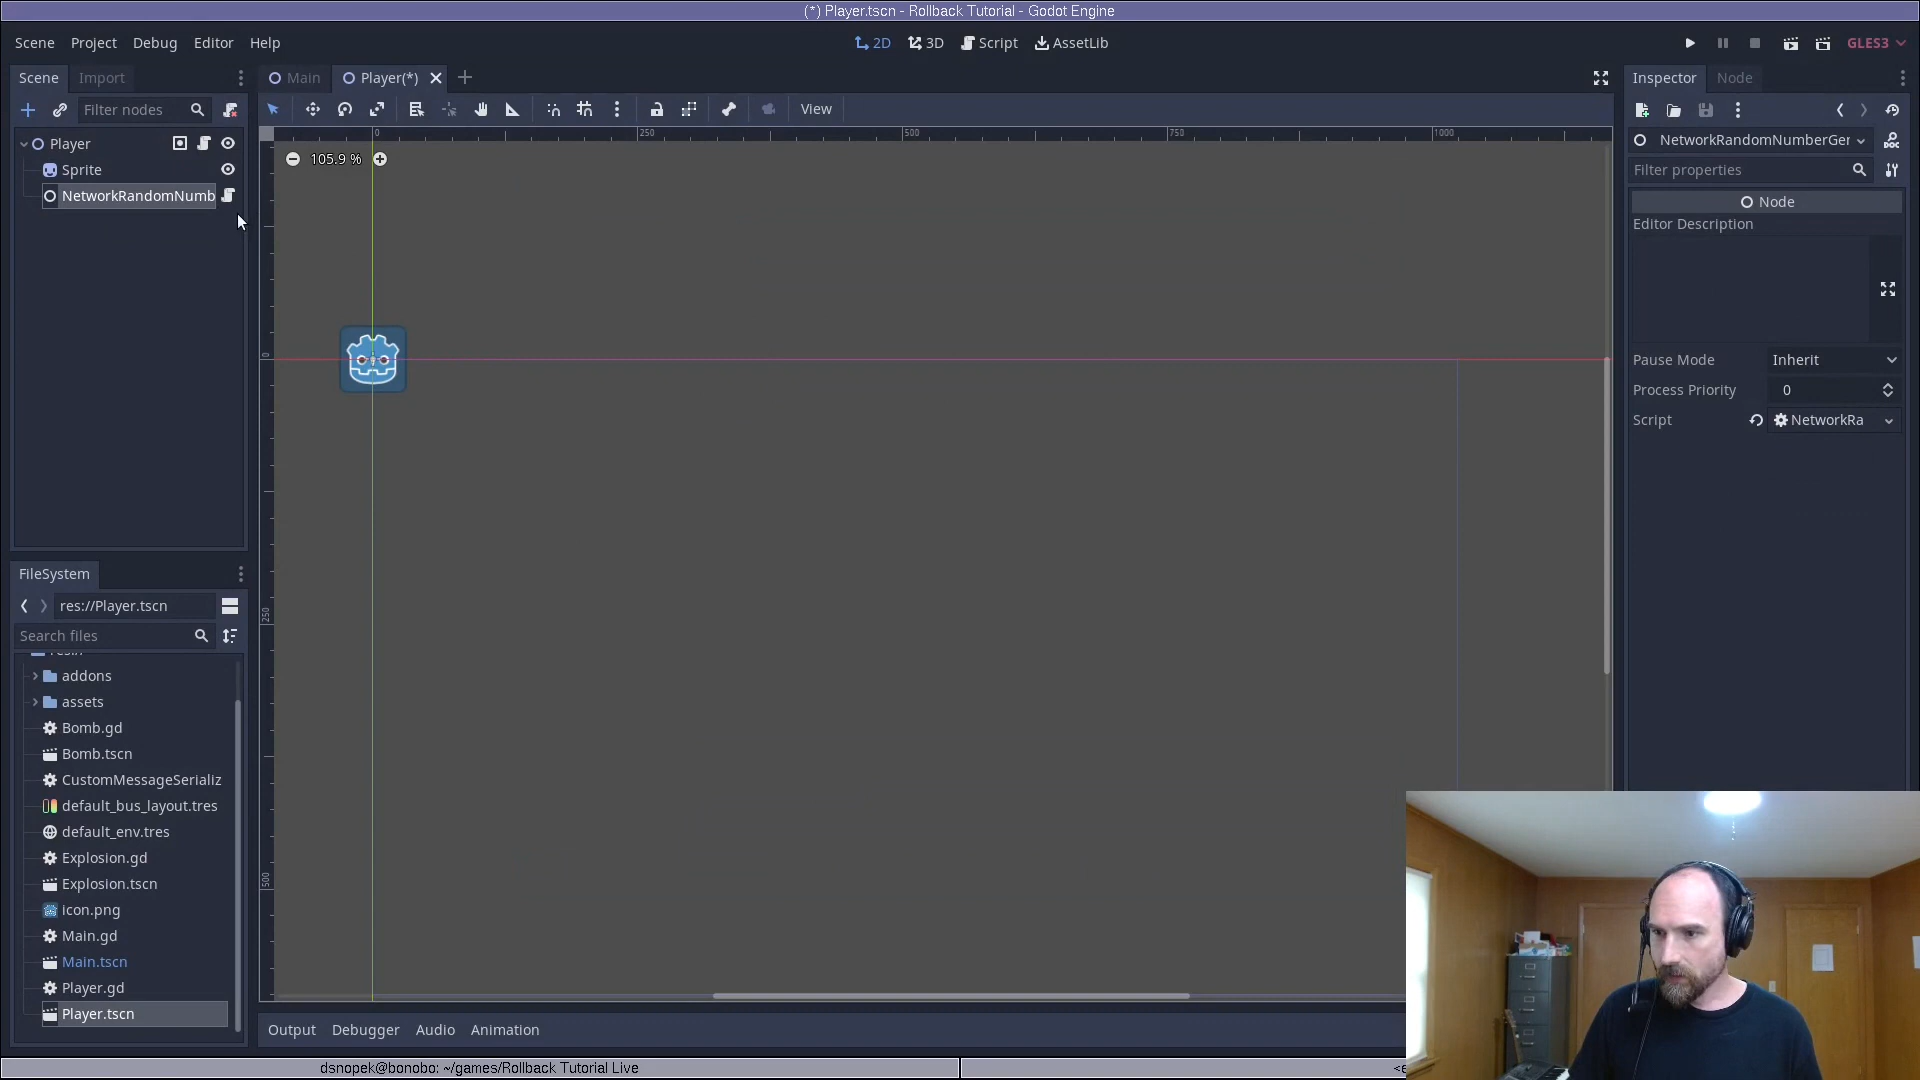 (*) Player.tscn - Rollback Tutorial - Godot Engine
Scene Project Debug Editor Help
2D 3D Script AssetLib
GLES3
Scene Import
Main Player(*)
Inspector Node
Filter nodes
View
Player
Sprite
NetworkRandomNumb
0 250 500 750 1000
105.9 %
0
250
500
NetworkRandomNumberGer
Filter properties
Node
Editor Description
Pause Mode Inherit
Process Priority 0
Script NetworkRa
FileSystem
res://Player.tscn
Search files
addons
assets
Bomb.gd
Bomb.tscn
CustomMessageSerializ
default_bus_layout.tres
default_env.tres
Explosion.gd
Explosion.tscn
icon.png
Main.gd
Main.tscn
Player.gd
Player.tscn
Output Debugger Audio Animation
dsnopek@bonobo: ~/games/Rollback Tutorial Live